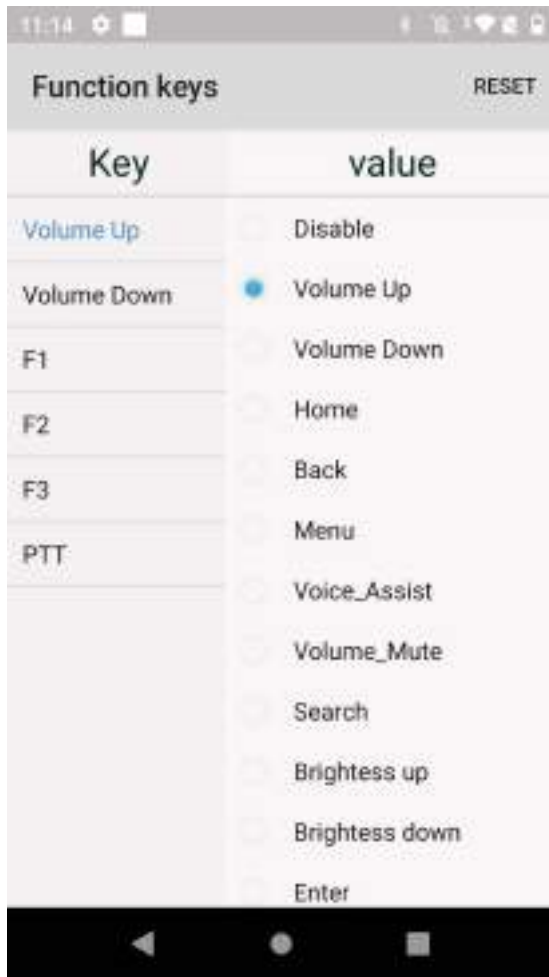 11:14
Function keys
RESET
Key
value
Volume Up
Volume Down
F1
F2
F3
PTT
Disable
Volume Up
Volume Down
Home
Back
Menu
Voice_Assist
Volume_Mute
Search
Brightess up
Brightess down
Enter